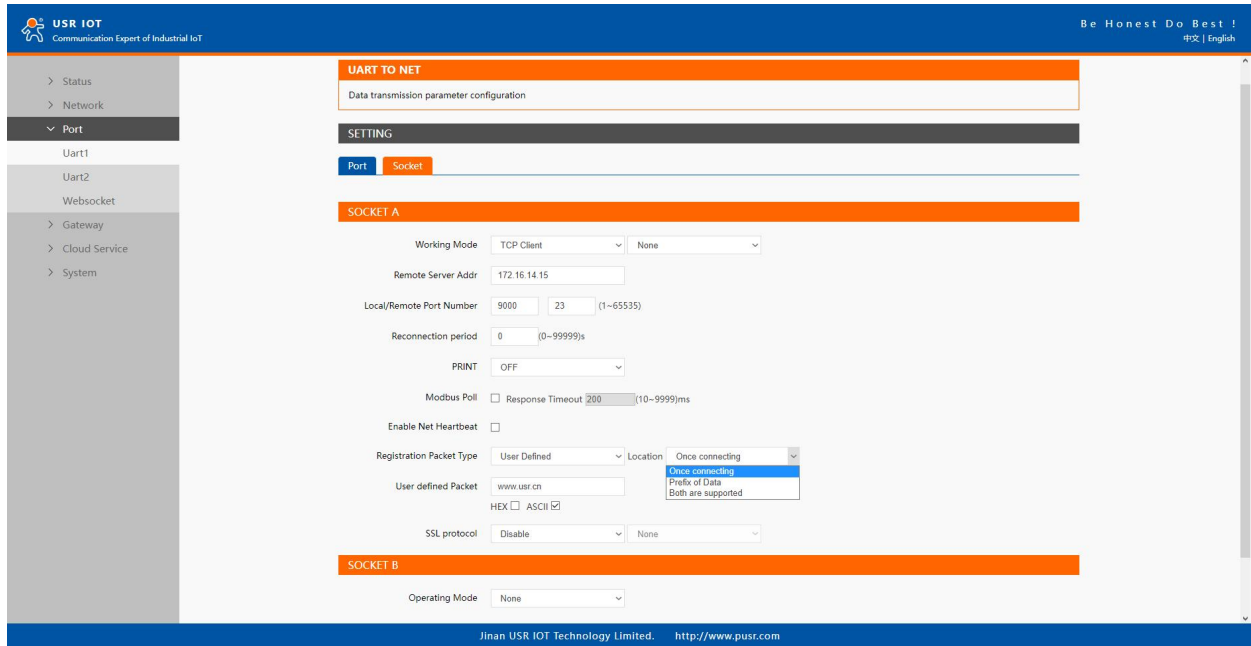 USR IOT
Communication Expert of Industrial IoT
Be Honest Do Best !
中文 | English
Status
Network
Port
Uart1
Uart2
Websocket
Gateway
Cloud Service
System
UART TO NET
Data transmission parameter configuration
SETTING
Port Socket
SOCKET A
Working Mode TCP Client None
Remote Server Addr 172.16.14.15
Local/Remote Port Number 9000 23 (1~65535)
Reconnection period 0 (0~99999)s
PRINT OFF
Modbus Poll Response Timeout 200 (10~9999)ms
Enable Net Heartbeat
Registration Packet Type User Defined Location Once connecting
Once connecting
Prefix of Data
Both are supported
User defined Packet www.usr.cn
HEX ASCII
SSL protocol Disable None
SOCKET B
Operating Mode None
Jinan USR IOT Technology Limited. http://www.pusr.com